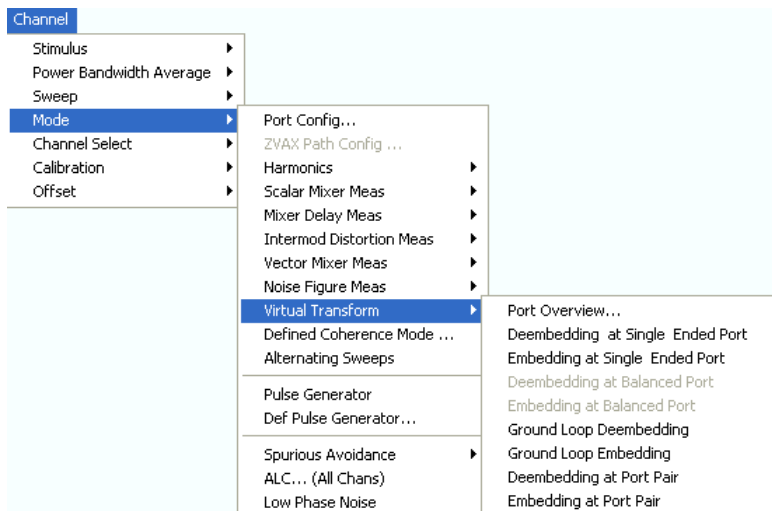 Channel
Stimulus
Power Bandwidth Average
Sweep
Mode
Channel Select
Calibration
Offset
Port Config...
ZVAX Path Config ...
Harmonics
Scalar Mixer Meas
Mixer Delay Meas
Intermod Distortion Meas
Vector Mixer Meas
Noise Figure Meas
Virtual Transform
Defined Coherence Mode ...
Alternating Sweeps
Pulse Generator
Def Pulse Generator...
Spurious Avoidance
ALC... (All Chans)
Low Phase Noise
Port Overview...
Deembedding at Single Ended Port
Embedding at Single Ended Port
Deembedding at Balanced Port
Embedding at Balanced Port
Ground Loop Deembedding
Ground Loop Embedding
Deembedding at Port Pair
Embedding at Port Pair